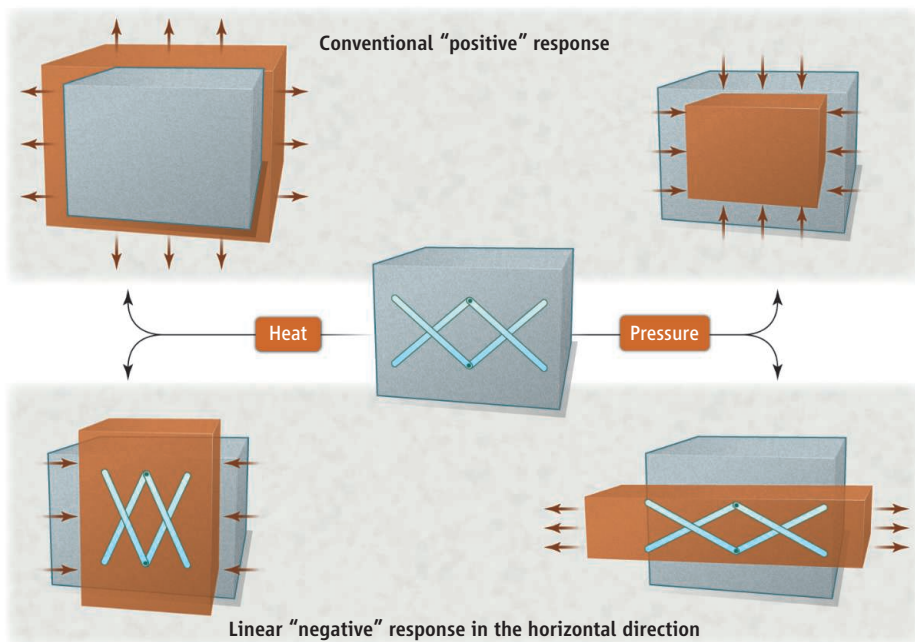 Conventional “positive” response
Heat
Pressure
Linear “negative” response in the horizontal direction